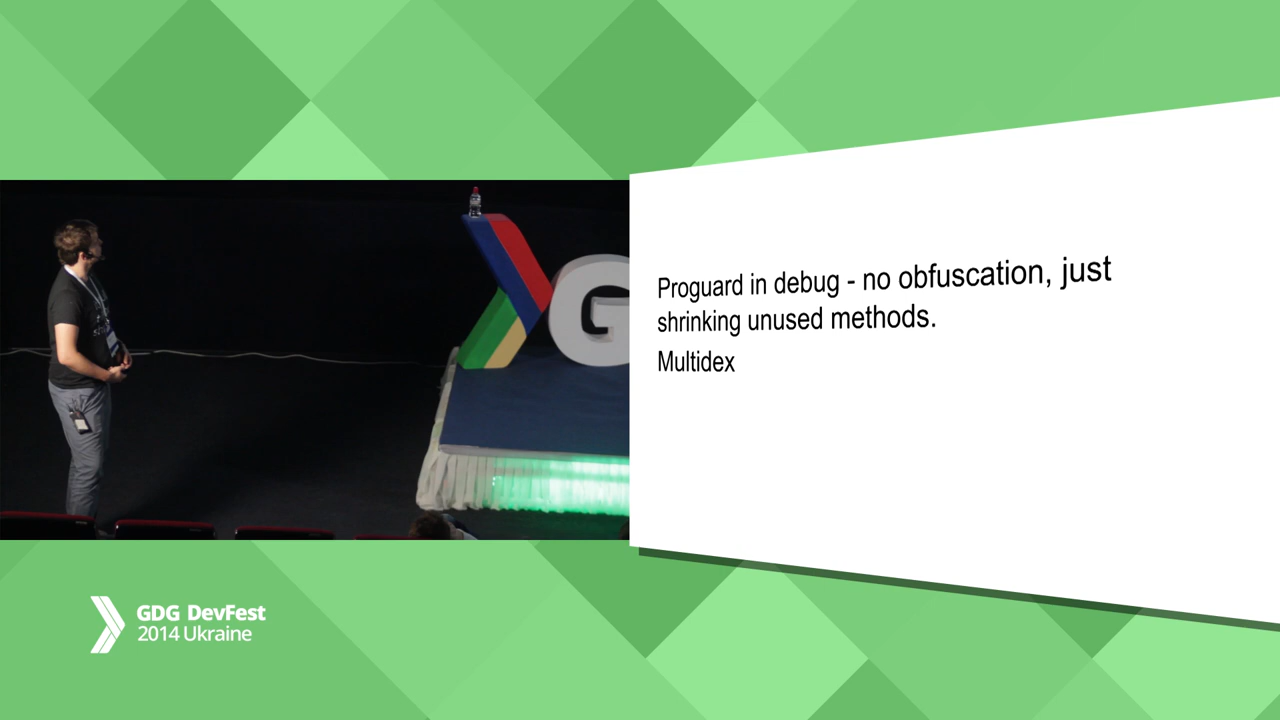 G
Proguard in debug - no obfuscation, just
shrinking unused methods.
Multidex
GDG DevFest
2014 Ukraine